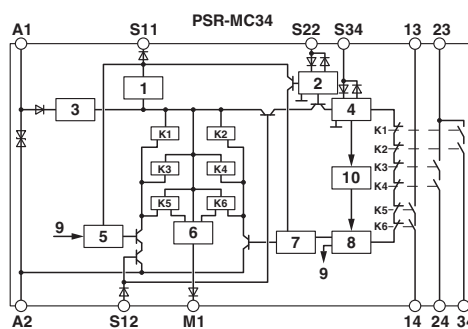 PSR-MC34
A1 S11 S22 S34 13 23
2
1
3 4
K1 K2 K1
K2
K3 K4 K3
10 K4
K5 K6 K5
9 5 6 7 8 K6
9
A2 S12 M1 14 24